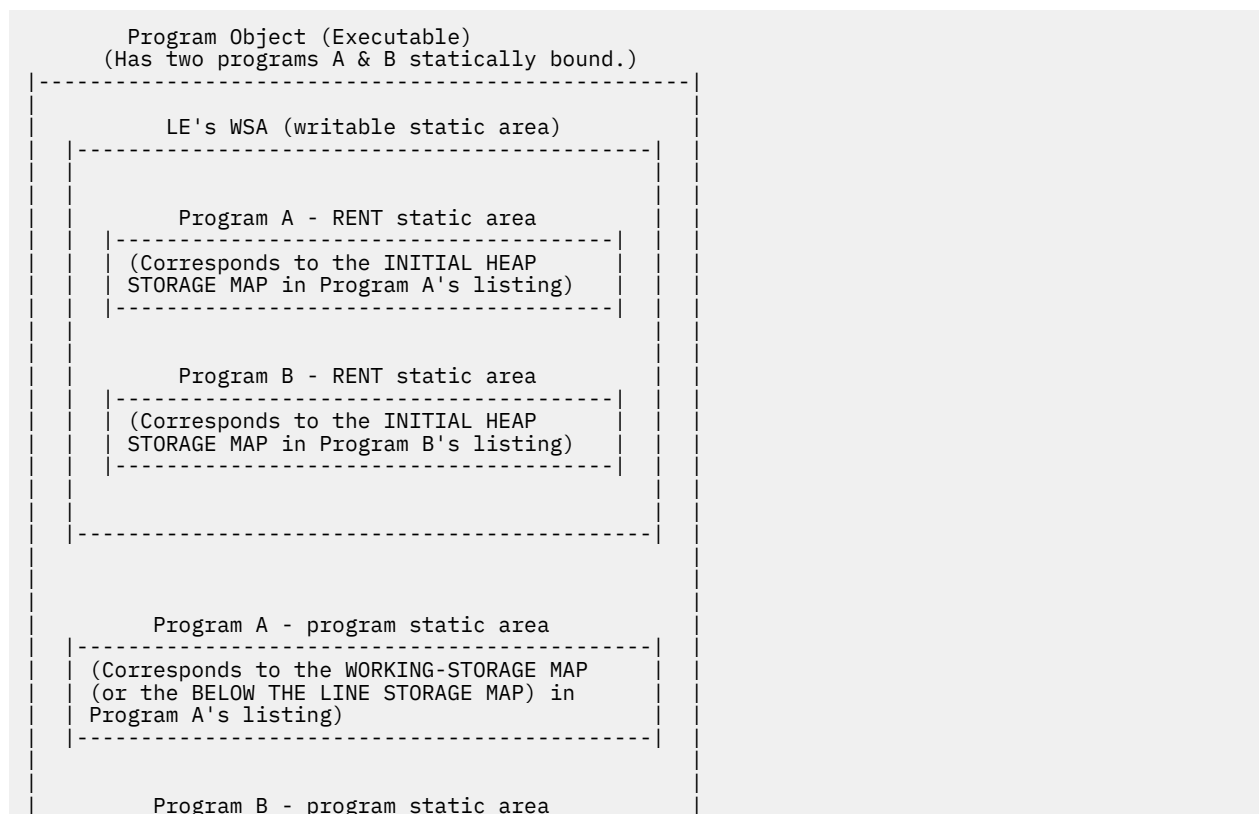 Program Object (Executable)
(Has two programs A & B statically bound.)
LE's WSA (writable static area)
Program A - RENT static area
(Corresponds to the INITIAL HEAP
STORAGE MAP in Program A's listing)
Program B - RENT static area
(Corresponds to the INITIAL HEAP
STORAGE MAP in Program B's listing)
Program A - program static area
(Corresponds to the WORKING-STORAGE MAP
(or the BELOW THE LINE STORAGE MAP) in
Program A's listing)
Program B - program static area